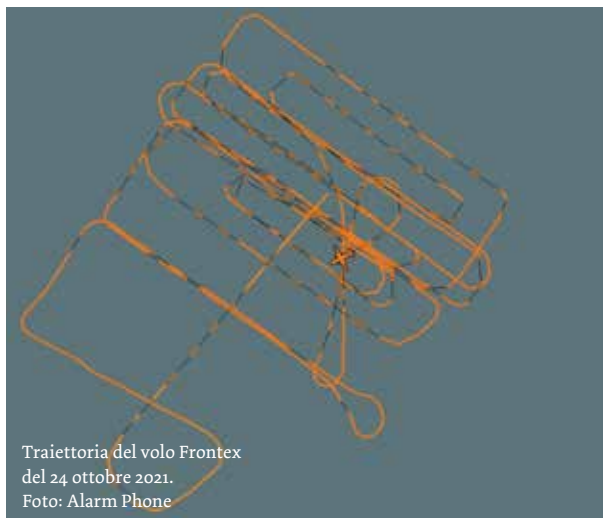 Traiettoria del volo Frontex
del 24 ottobre 2021.
Foto: Alarm Phone